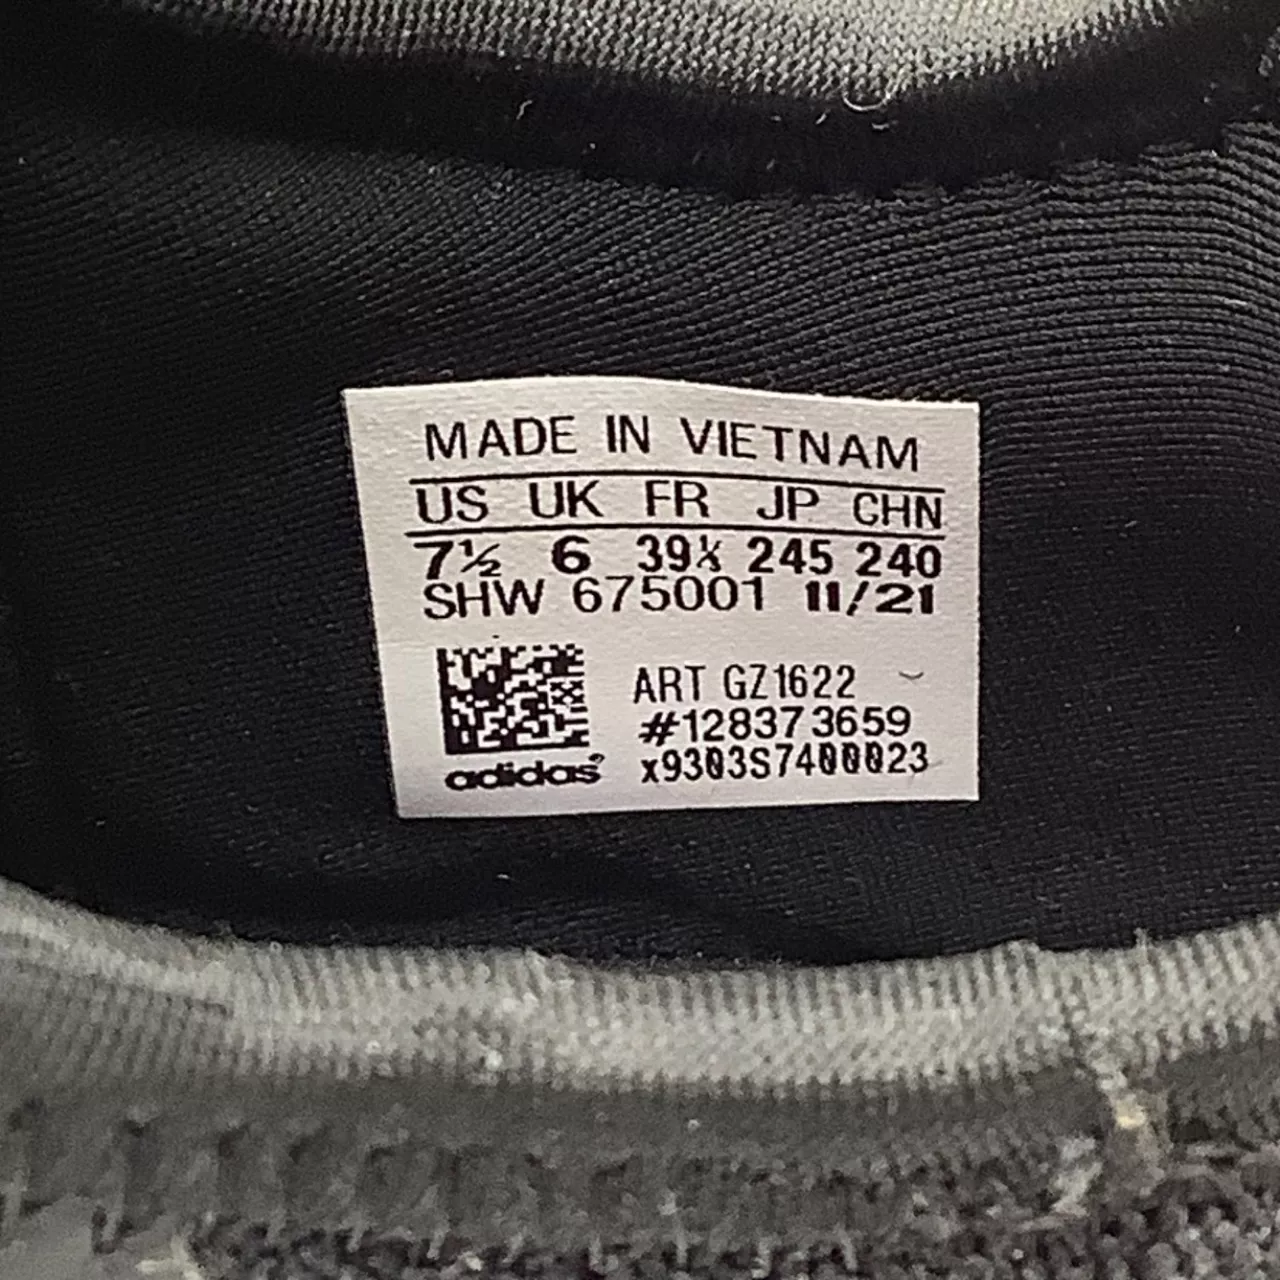 MADE IN VIETNAM
US UK FR JP CHN
7½ 6 39⅓ 245 240
SHW 675001 11/21
ART GZ1622
#128373659
x9303S7400023
adidas